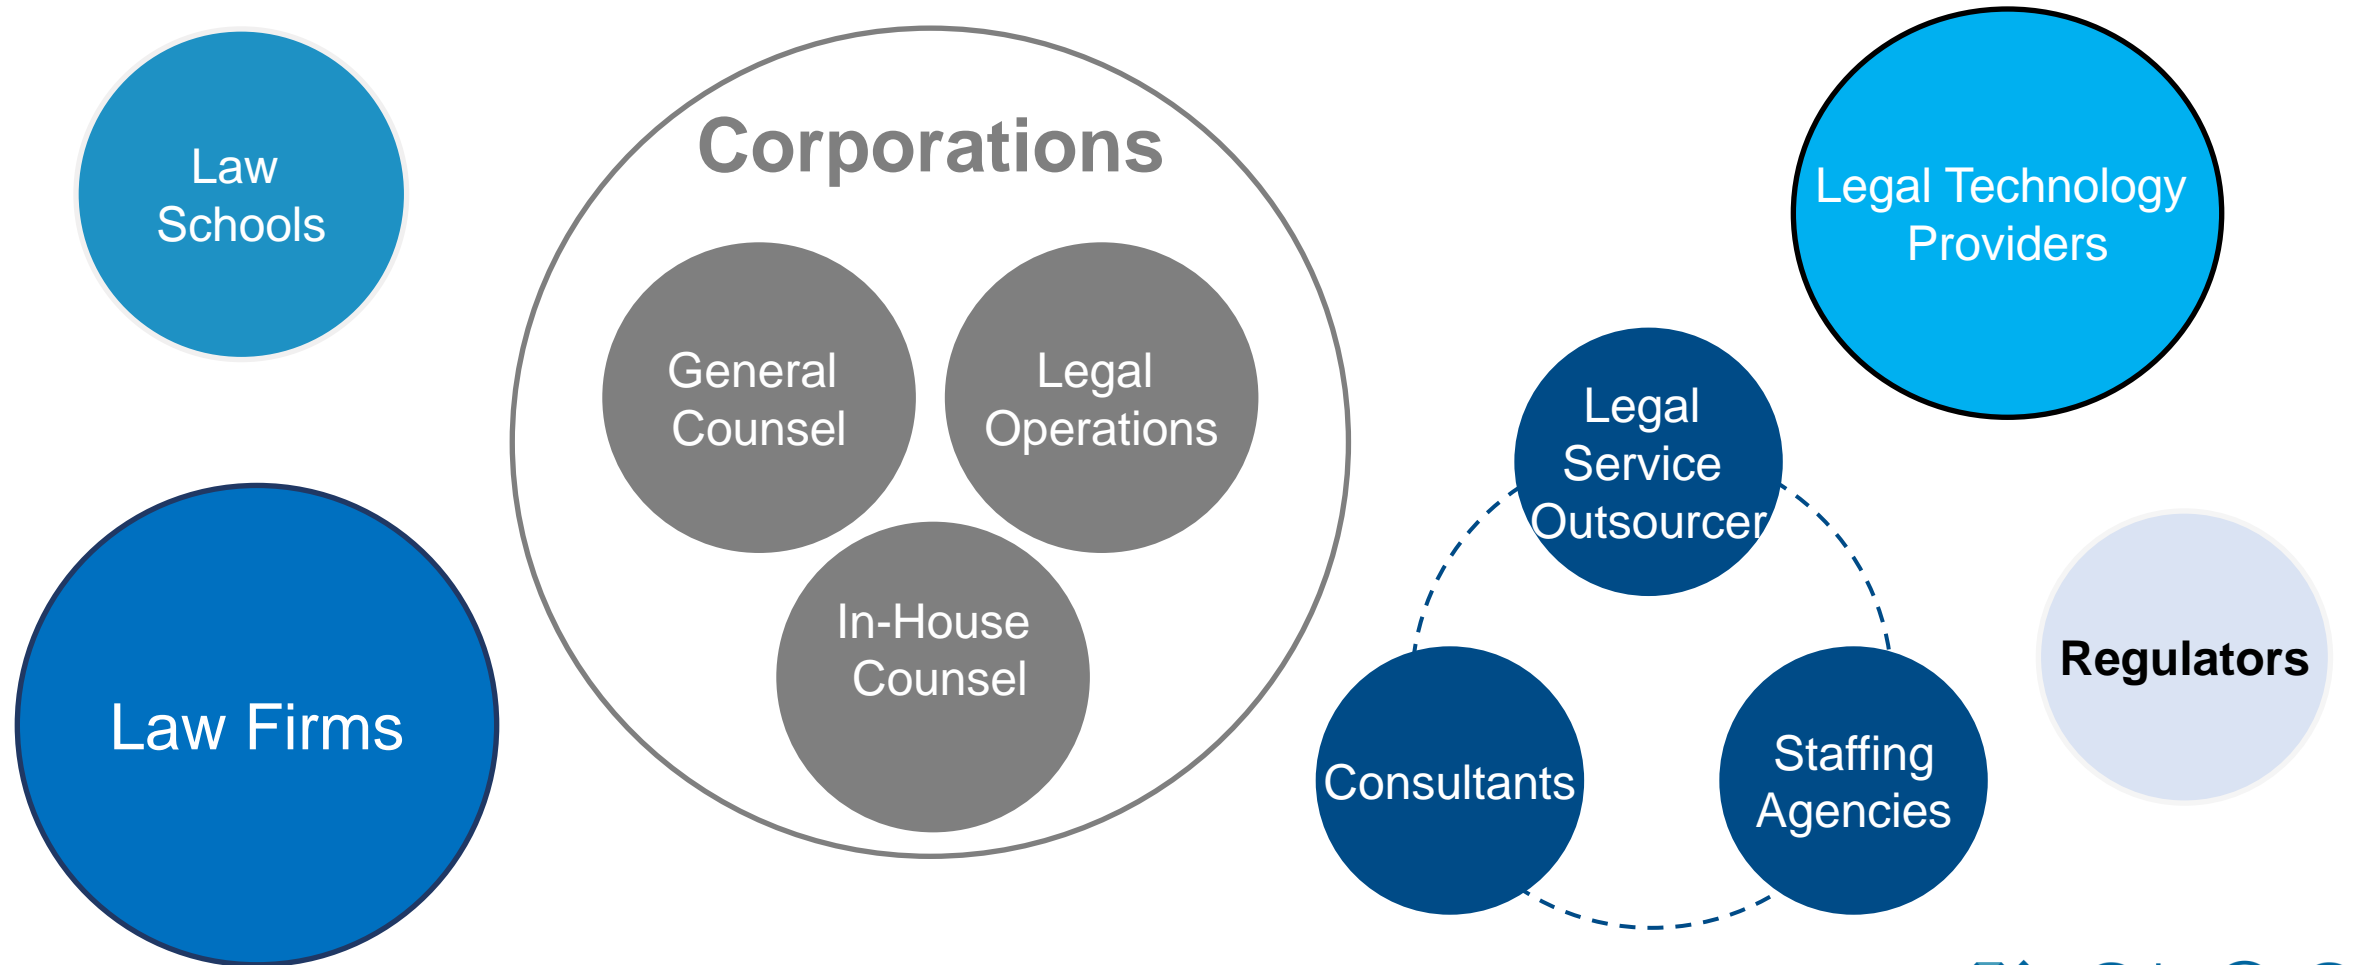 Law
Schools
Corporations
General
Counsel
Legal
Operations
In-House
Counsel
Law Firms
Legal Technology
Providers
Legal
Service
Outsourcer
Consultants
Staffing
Agencies
Regulators